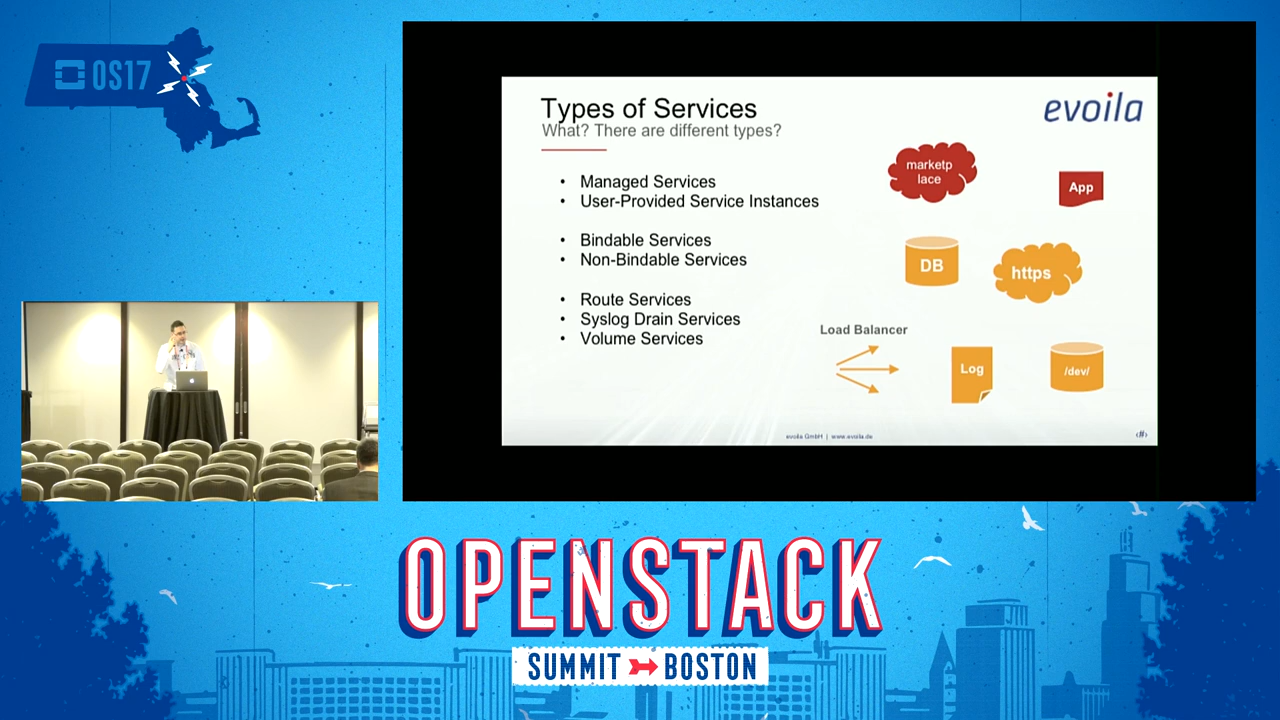 OS17
Types of Services
What? There are different types?
evoila
• Managed Services
• User-Provided Service Instances
• Bindable Services
• Non-Bindable Services
• Route Services
• Syslog Drain Services
• Volume Services
marketp
lace
App
DB
https
Load Balancer
Log
/dev/
evoila GmbH | www.evoila.de
‹#›
OPENSTACK
SUMMIT BOSTON